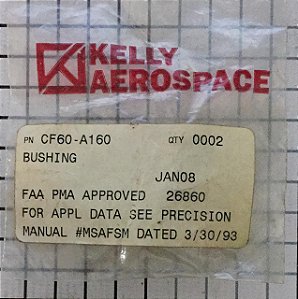 KELLY
AEROSPACE
PN CF60-A160 QTY 0002
BUSHING
JAN08
FAA PMA APPROVED 26860
FOR APPL DATA SEE PRECISION
MANUAL #MSAFSM DATED 3/30/93